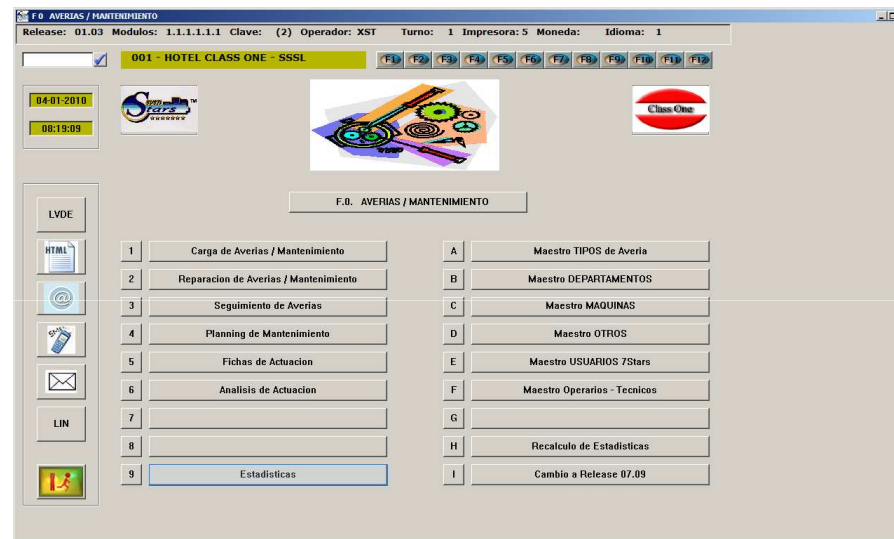 F 0 AVERIAS / MANTENIMIENTO
Release: 01.03 Modulos: 1.1.1.1.1.1 Clave: (2) Operador: XST Turno: 1 Impresora: 5 Moneda: Idioma: 1
001 - HOTEL CLASS ONE - SSSL
F1 F2 F3 F4 F5 F6 F7 F8 F9 F10 F11 F12
04-01-2010
08:19:09
Stars
Class One
F.0. AVERIAS / MANTENIMIENTO
LVDE
HTML
@
SMS
LIN
1 Carga de Averias / Mantenimiento
2 Reparacion de Averias / Mantenimiento
3 Seguimiento de Averias
4 Planning de Mantenimiento
5 Fichas de Actuacion
6 Analisis de Actuacion
7
8
9 Estadisticas
A Maestro TIPOS de Averia
B Maestro DEPARTAMENTOS
C Maestro MAQUINAS
D Maestro OTROS
E Maestro USUARIOS 7Stars
F Maestro Operarios - Tecnicos
G
H Recalculo de Estadisticas
I Cambio a Release 07.09